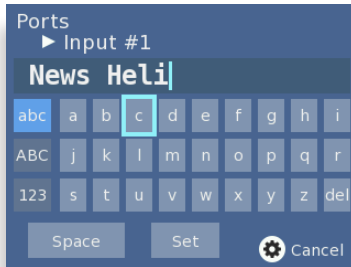 Ports
Input #1
News Heli
abc a b c d e f g h i
ABC j k l m n o p q r
123 s t u v w x y z del
Space Set Cancel